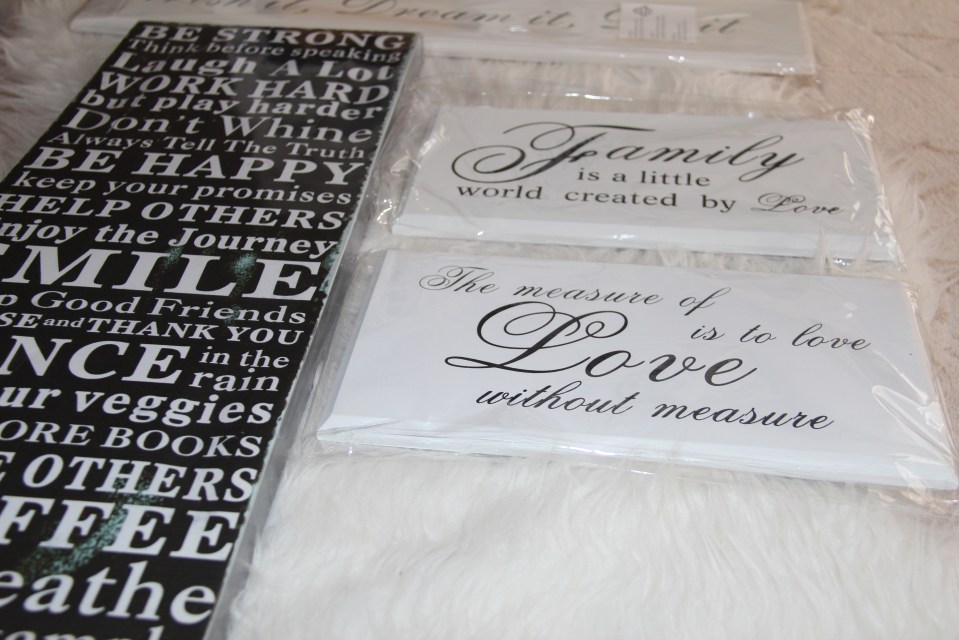 it, Dream it, it
BE STRONG
Think before speaking
Laugh A Lot
WORK HARD
but play harder
Don't Whine
Always Tell The Truth
BE HAPPY
keep your promises
HELP OTHERS
njoy the Journey
MILE
p Good Friends
SE and THANK YOU
NCE in the rain
ur veggies
ORE BOOKS
E OTHERS
FFEE
eathe
Family
is a little
world created by Love
The measure of
Love is to love
without measure